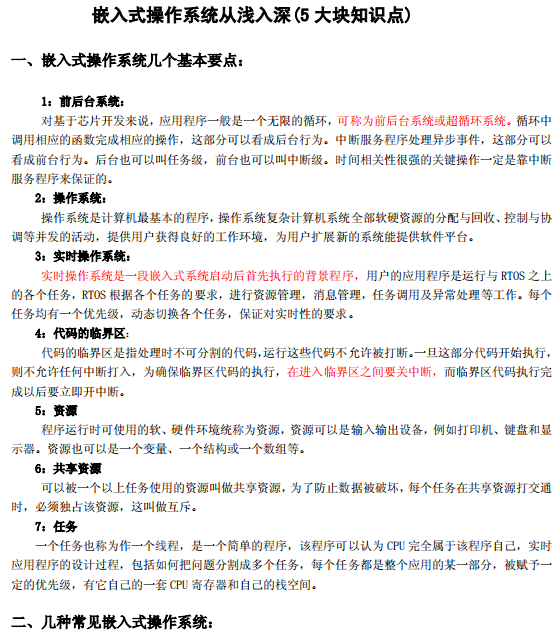 嵌入式操作系统从浅入深(5大块知识点)
一、嵌入式操作系统几个基本要点：
1：前后台系统：
对基于芯片开发来说，应用程序一般是一个无限的循环，可称为前后台系统或超循环系统。循环中
调用相应的函数完成相应的操作，这部分可以看成后台行为。中断服务程序处理异步事件，这部分可以
看成前台行为。后台也可以叫任务级，前台也可以叫中断级。时间相关性很强的关键操作一定是靠中断
服务程序来保证的。
2：操作系统：
操作系统是计算机最基本的程序，操作系统复杂计算机系统全部软硬资源的分配与回收、控制与协
调等并发的活动，提供用户获得良好的工作环境，为用户扩展新的系统能提供软件平台。
3：实时操作系统：
实时操作系统是一段嵌入式系统启动后首先执行的背景程序，用户的应用程序是运行与RTOS之上
的各个任务，RTOS根据各个任务的要求，进行资源管理，消息管理，任务调用及异常处理等工作。每个
任务均有一个优先级，动态切换各个任务，保证对实时性的要求。
4：代码的临界区：
代码的临界区是指处理时不可分割的代码,运行这些代码不允许被打断。一旦这部分代码开始执行，
则不允许任何中断打入，为确保临界区代码的执行，在进入临界区之间要关中断，而临界区代码执行完
成以后要立即开中断。
5：资源
程序运行时可使用的软、硬件环境统称为资源，资源可以是输入输出设备，例如打印机、键盘和显
示器。资源也可以是一个变量、一个结构或一个数组等。
6：共享资源
可以被一个以上任务使用的资源叫做共享资源，为了防止数据被破坏，每个任务在共享资源打交通
时，必须独占该资源，这叫做互斥。
7：任务
一个任务也称为作一个线程，是一个简单的程序，该程序可以认为CPU完全属于该程序自己，实时
应用程序的设计过程，包括如何把问题分割成多个任务，每个任务都是整个应用的某一部分，被赋予一
定的优先级，有它自己的一套CPU寄存器和自己的栈空间。
二、几种常见嵌入式操作系统：